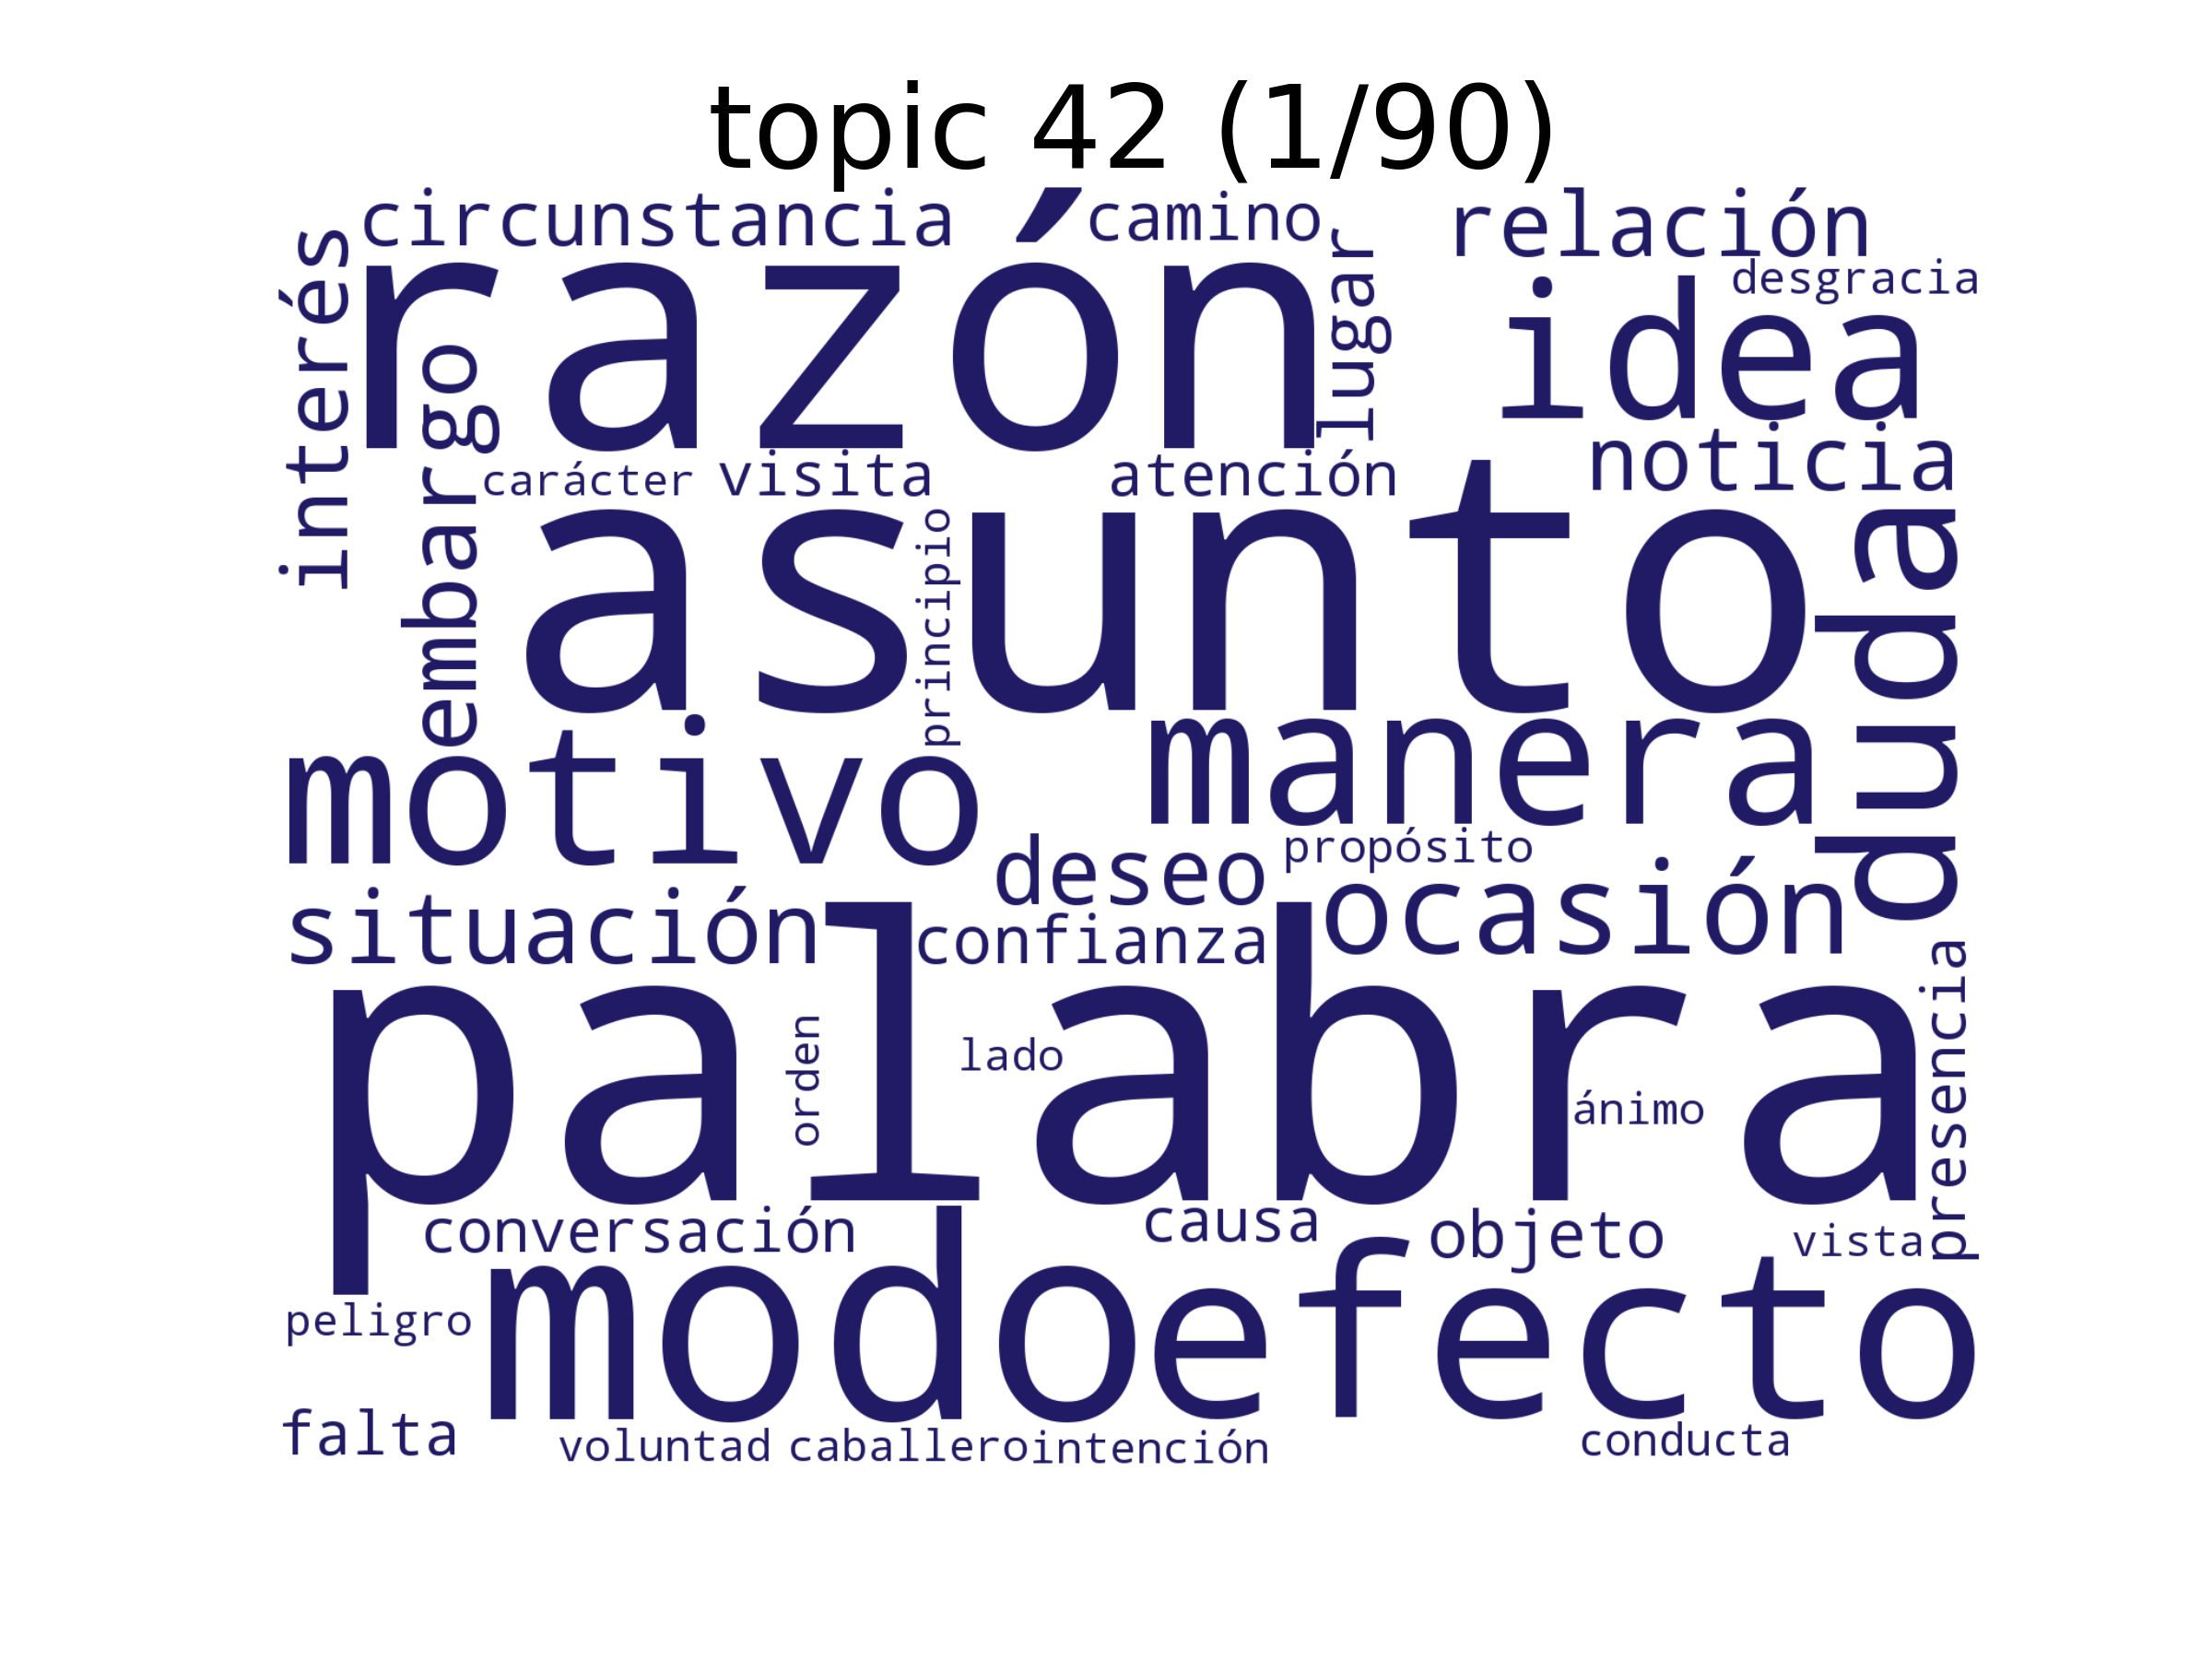 topic 42 (1/90)
circunstancia
camino
relación
interés
razón
lugar
desgracia
idea
embargo
carácter
visita
atención
noticia
asunto
principio
duda
motivo
manera
deseo
propósito
situación
confianza
ocasión
palabra
orden
lado
ánimo
presencia
conversación
causa
objeto
vista
peligro
modo
efecto
falta
voluntad
caballero
intención
conducta